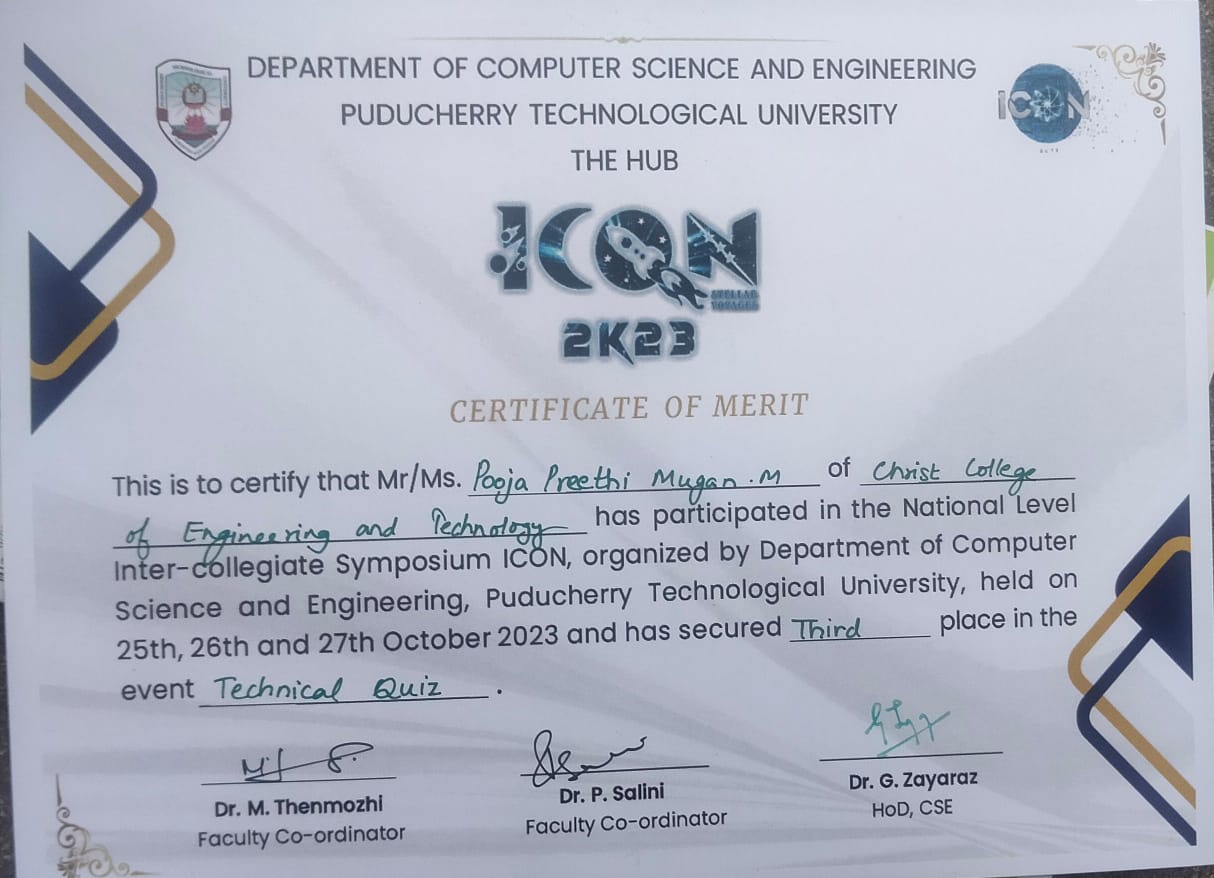 DEPARTMENT OF COMPUTER SCIENCE AND ENGINEERING
PUDUCHERRY TECHNOLOGICAL UNIVERSITY
THE HUB
ICON
ICON
STELLAR
VOYAGES
2K23
CERTIFICATE OF MERIT
This is to certify that Mr/Ms. Pooja Preethi Mugan.M of Christ College
of Engineering and Technology has participated in the National Level
Inter-collegiate Symposium ICON, organized by Department of Computer
Science and Engineering, Puducherry Technological University, held on
25th, 26th and 27th October 2023 and has secured Third place in the
event Technical Quiz.
Dr. M. Thenmozhi
Faculty Co-ordinator
Dr. P. Salini
Faculty Co-ordinator
Dr. G. Zayaraz
HoD, CSE